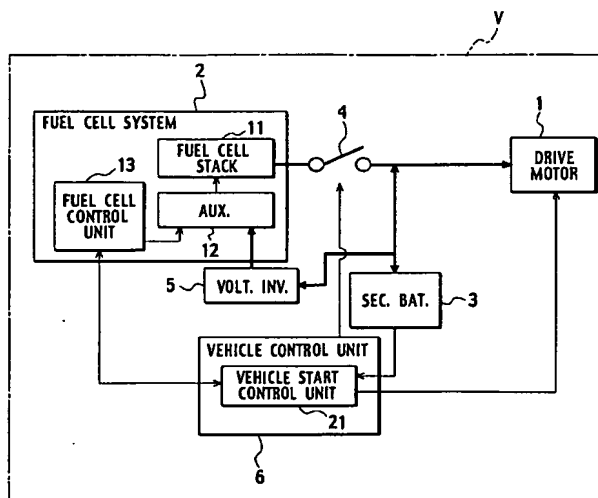 V
2
FUEL CELL SYSTEM
11
4
1
FUEL CELL
STACK
DRIVE
MOTOR
13
FUEL CELL
CONTROL
UNIT
AUX.
12
5
VOLT. INV.
SEC. BAT.
3
VEHICLE CONTROL UNIT
VEHICLE START
CONTROL UNIT
21
6